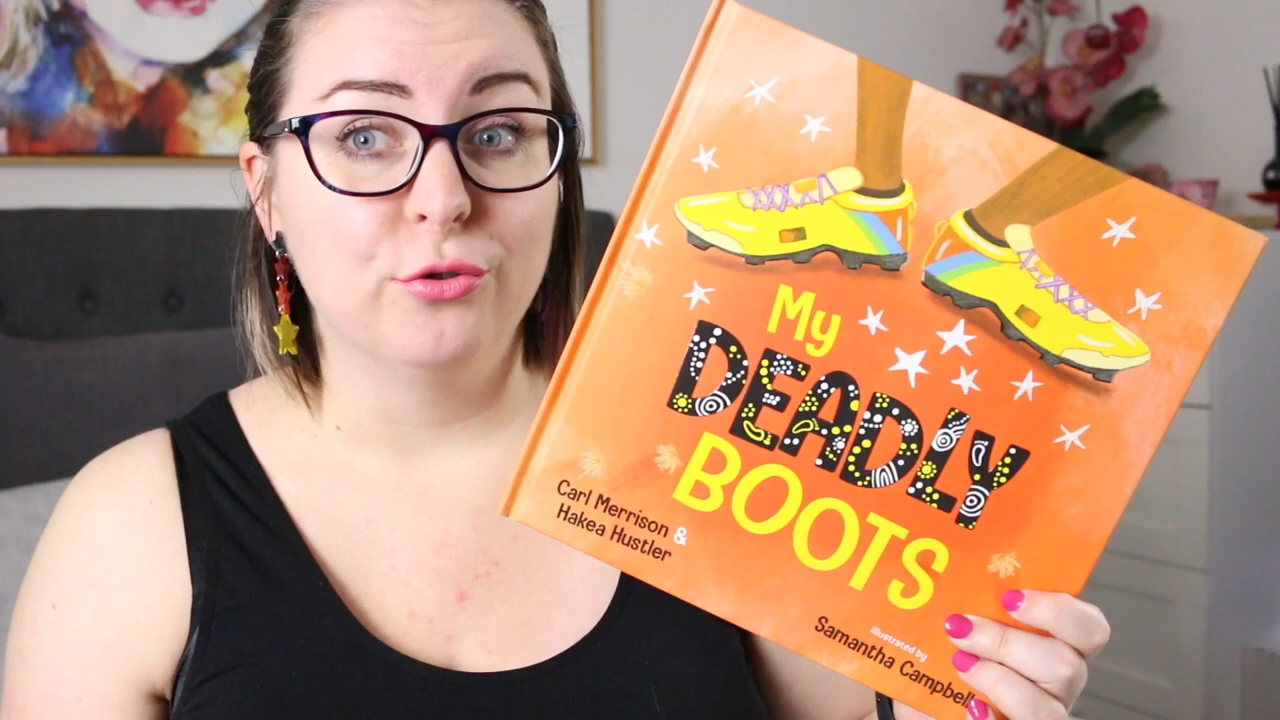 My
DEADLY
BOOTS
Carl Merrison &
Hakea Hustler
illustrated by
Samantha Campbell